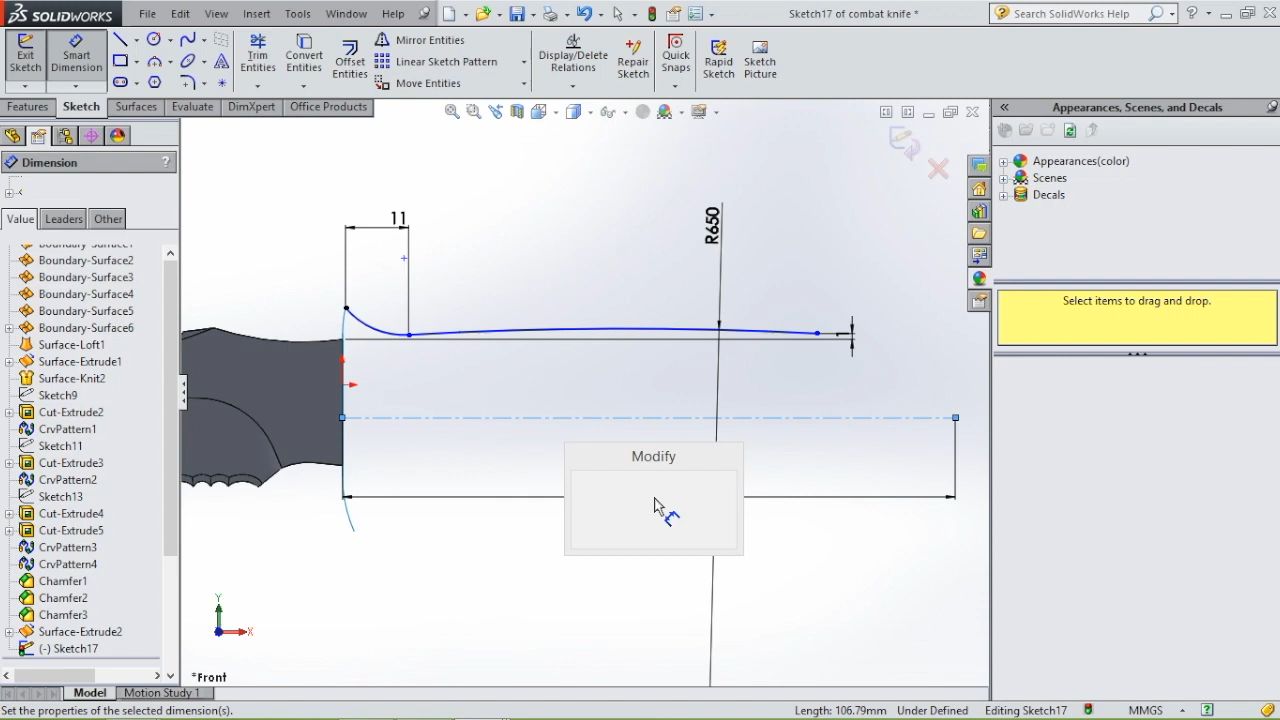 SOLIDWORKS File Edit View Insert Tools Window Help Sketch17 of combat knife * Search SolidWorks Help
Exit Sketch
Smart Dimension
Trim Entities
Convert Entities
Offset Entities
Mirror Entities
Linear Sketch Pattern
Move Entities
Display/Delete Relations
Repair Sketch
Quick Snaps
Rapid Sketch
Sketch Picture
Features Sketch Surfaces Evaluate DimXpert Office Products
Appearances, Scenes, and Decals
Dimension ?
Value Leaders Other
Boundary-Surface1
Boundary-Surface2
Boundary-Surface3
Boundary-Surface4
Boundary-Surface5
Boundary-Surface6
Surface-Loft1
Surface-Extrude1
Surface-Knit2
Sketch9
Cut-Extrude2
CrvPattern1
Sketch11
Cut-Extrude3
CrvPattern2
Sketch13
Cut-Extrude4
Cut-Extrude5
CrvPattern3
CrvPattern4
Chamfer1
Chamfer2
Chamfer3
Surface-Extrude2
(-) Sketch17
11
R650
1
Modify
Y
X
*Front
Appearances(color)
Scenes
Decals
Select items to drag and drop.
Model Motion Study 1
Set the properties of the selected dimension(s). Length: 106.79mm Under Defined Editing Sketch17 MMGS ?